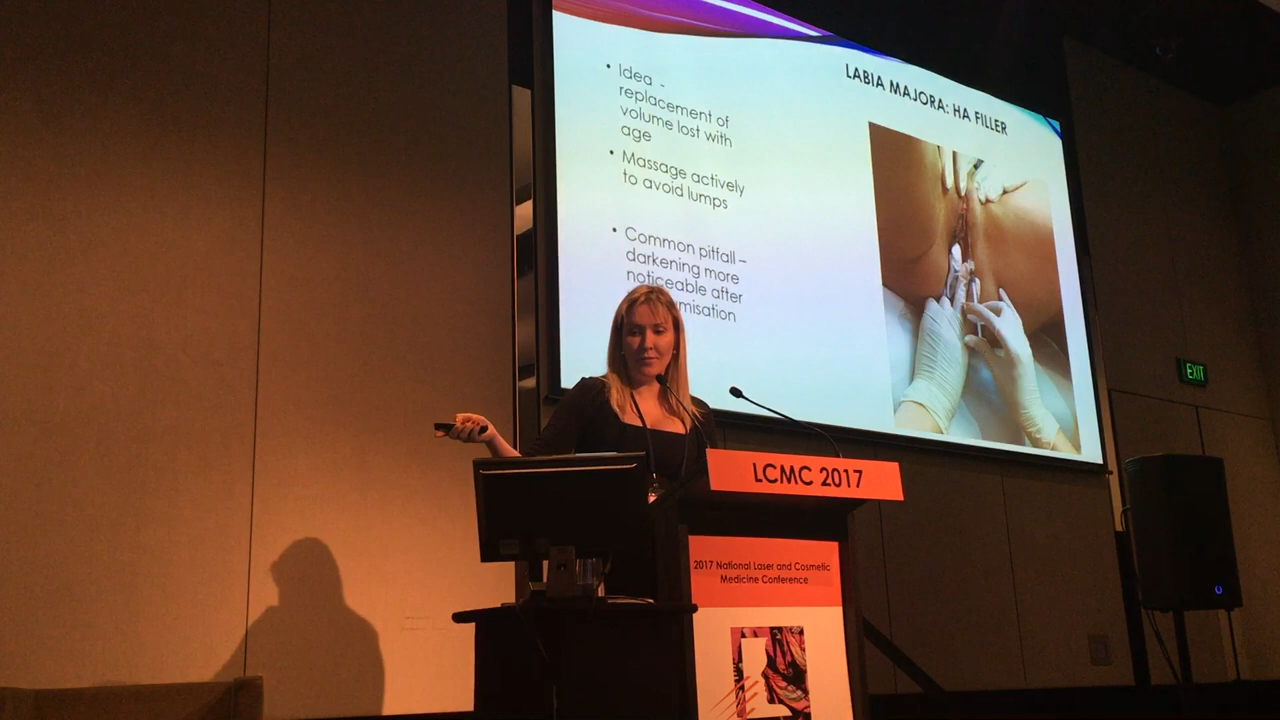 LABIA MAJORA: HA FILLER
• Idea -
replacement of
volume lost with
age
• Massage actively
to avoid lumps
• Common pitfall –
darkening more
noticeable after
EXIT
LCMC 2017
2017 National Laser and Cosmetic
Medicine Conference